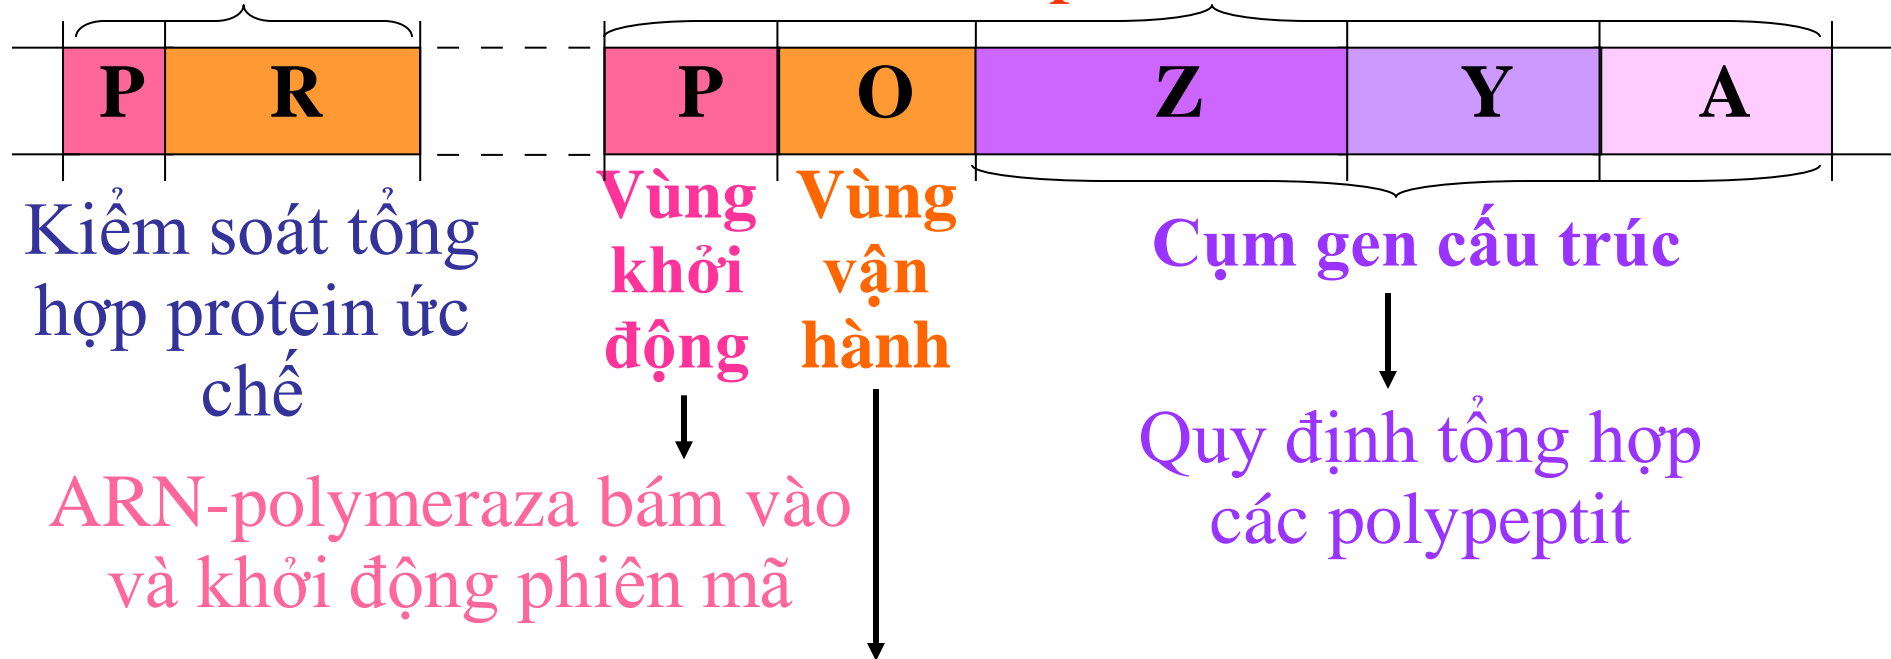 P R P O Z Y A
Kiểm soát tổng
hợp protein ức
chế
Vùng
khởi
động
Vùng
vận
hành
Cụm gen cấu trúc
ARN-polymeraza bám vào
và khởi động phiên mã
Quy định tổng hợp
các polypeptit